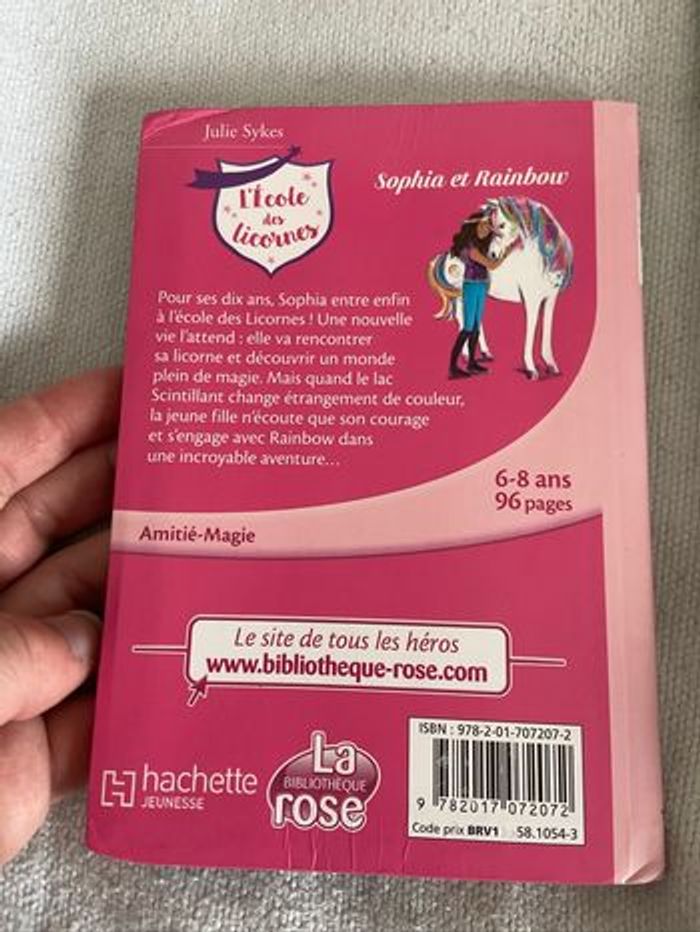 Julie Sykes
L'École
des
licornes
Sophia et Rainbow
Pour ses dix ans, Sophia entre enfin
à l'école des Licornes ! Une nouvelle
vie l'attend : elle va rencontrer
sa licorne et découvrir un monde
plein de magie. Mais quand le lac
Scintillant change étrangement de couleur,
la jeune fille n'écoute que son courage
et s'engage avec Rainbow dans
une incroyable aventure...
6-8 ans
96 pages
Amitié-Magie
Le site de tous les héros
www.bibliotheque-rose.com
hachette
JEUNESSE
La
BIBLIOTHÈQUE
rose
ISBN : 978-2-01-707207-2
9 782017 072072
Code prix BRV1 58.1054-3